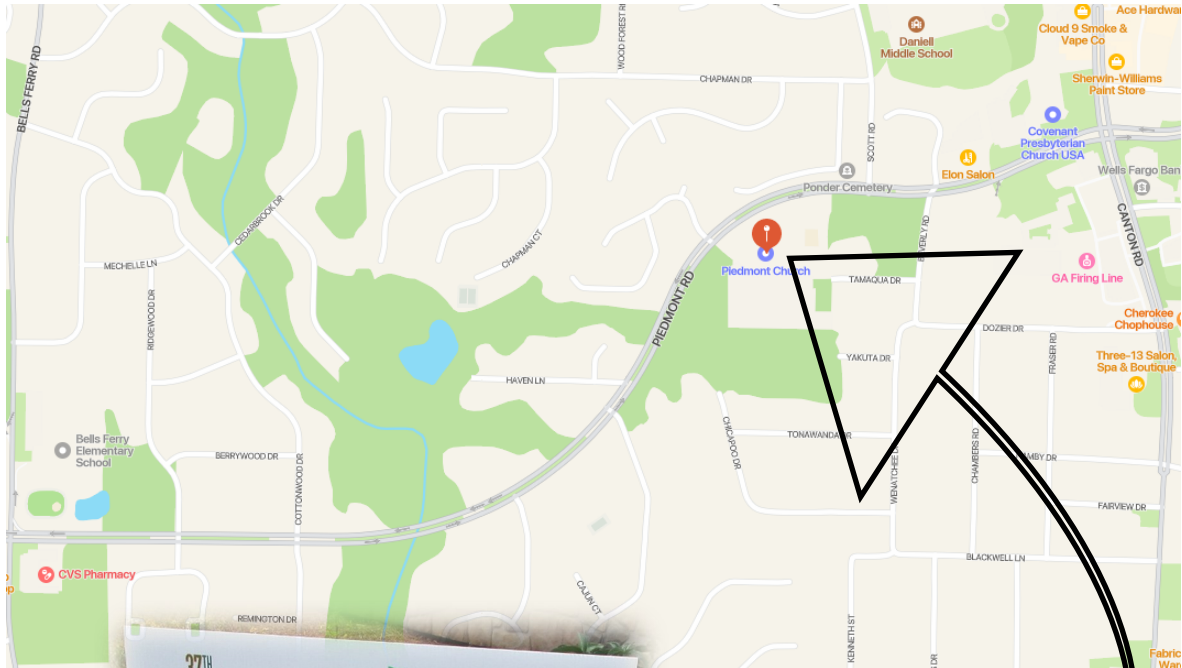 BELLS FERRY RD
WOOD FOREST
Daniell
Middle School
Ace Hardwar
Cloud 9 Smoke &
Vape Co
CHAPMAN DR
Sherwin-Williams
Paint Store
SCOTT RD
Covenant
Presbyterian
Church USA
Elon Salon
Wells Fargo Ban
Ponder Cemetery
CEDARBROOK DR
CHAPMAN CT
CANTON RD
MECHELLE LN
Piedmont Church
GA Firing Line
TAMAQUA DR
PIEDMONT RD
RIDGEWOOD DR
Cherokee
Chophouse
DOZIER DR
FRASER RD
YAKUTA DR
Three-13 Salon,
Spa & Boutique
HAVEN LN
CHICAPOO DR
TONAWANDA DR
CHAMBERS RD
WENATCHEE DR
Bells Ferry
Elementary
School
BERRYWOOD DR
COTTONWOOD DR
FAIRVIEW DR
BLACKWELL LN
CVS Pharmacy
CAJUN CT
REMINGTON DR
KENNETH ST
37TH
DR
Fabric